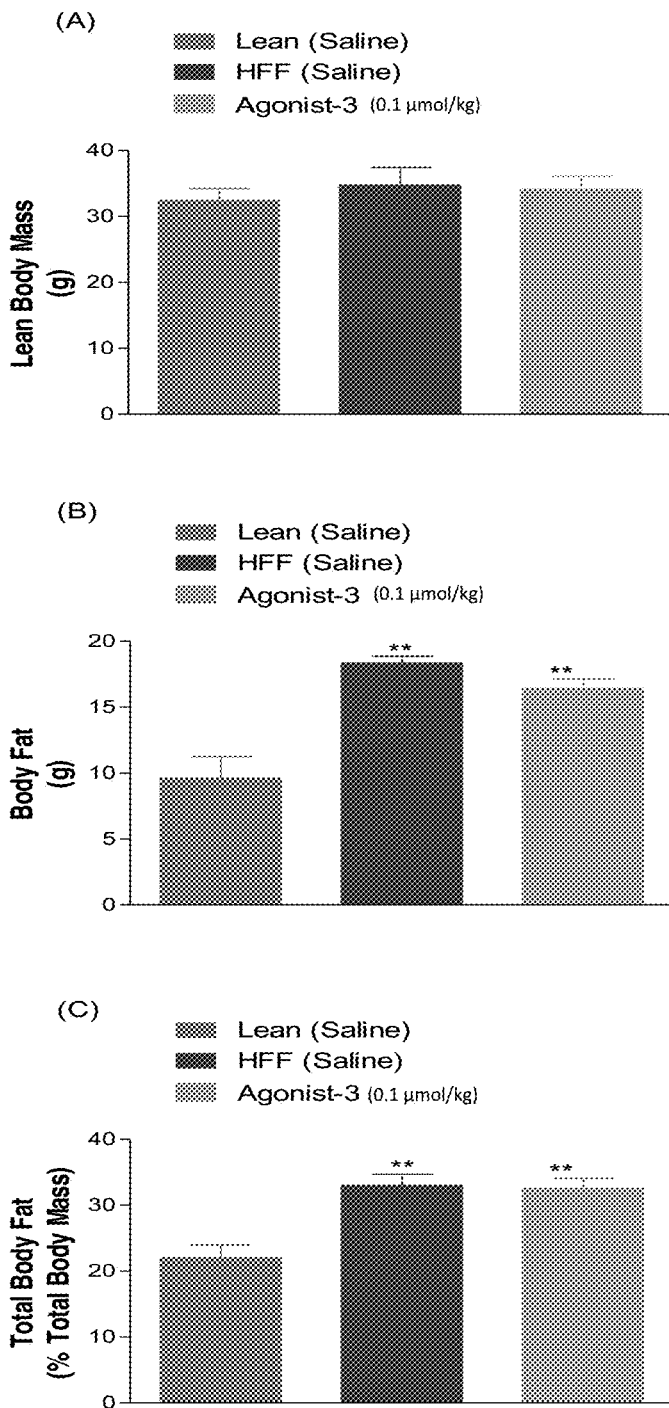 (A)
Lean (Saline)
HFF (Saline)
Agonist-3 (0.1 µmol/kg)
40
30
20
10
0
Lean Body Mass
(g)
(B)
Lean (Saline)
HFF (Saline)
Agonist-3 (0.1 µmol/kg)
20
15
10
5
0
Body Fat
(g)
**
**
(C)
Lean (Saline)
HFF (Saline)
Agonist-3 (0.1 µmol/kg)
40
30
20
10
0
Total Body Fat
(% Total Body Mass)
**
**